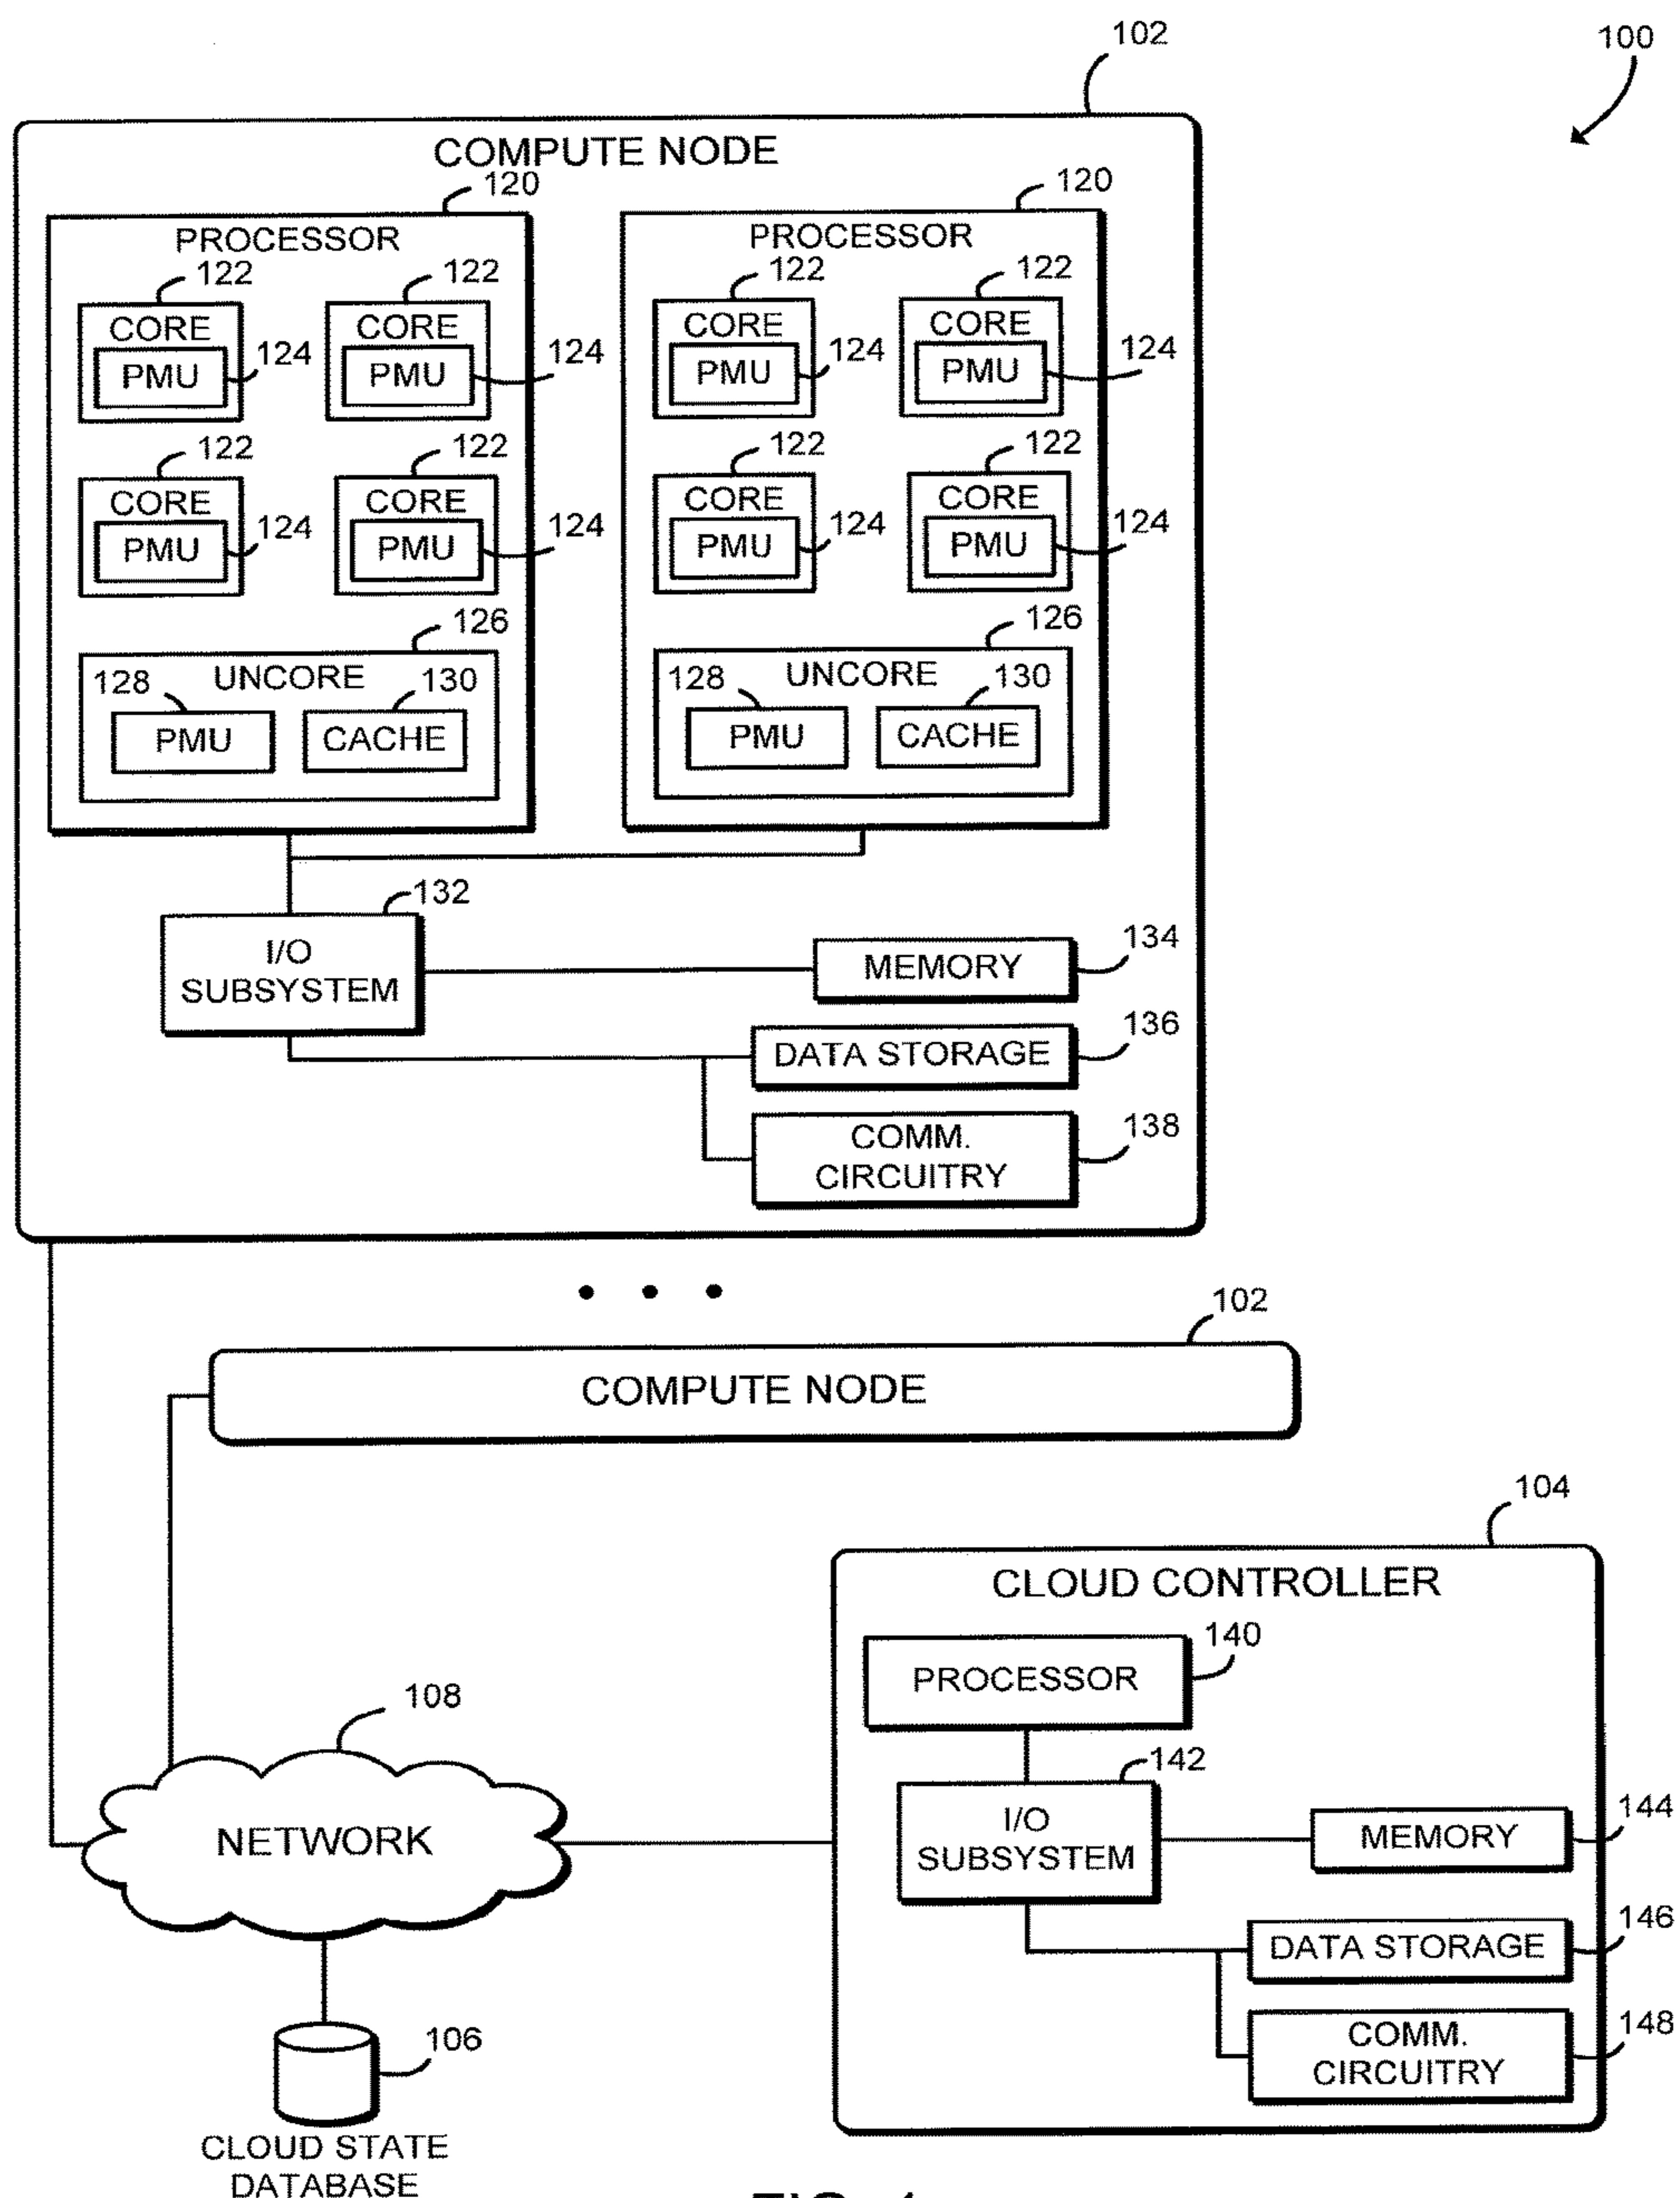 102
100
COMPUTE NODE
120
120
PROCESSOR
PROCESSOR
122
122
122
122
CORE
CORE
CORE
CORE
PMU
124
PMU
124
PMU
124
PMU
124
122
122
122
122
CORE
CORE
CORE
CORE
PMU
124
PMU
124
PMU
124
PMU
124
126
126
UNCORE
UNCORE
128
130
128
130
PMU
CACHE
PMU
CACHE
132
I/O
SUBSYSTEM
MEMORY
134
DATA STORAGE
136
COMM.
CIRCUITRY
138
102
COMPUTE NODE
104
CLOUD CONTROLLER
PROCESSOR
140
108
NETWORK
142
I/O
SUBSYSTEM
MEMORY
144
DATA STORAGE
146
COMM.
CIRCUITRY
148
106
CLOUD STATE
DATABASE